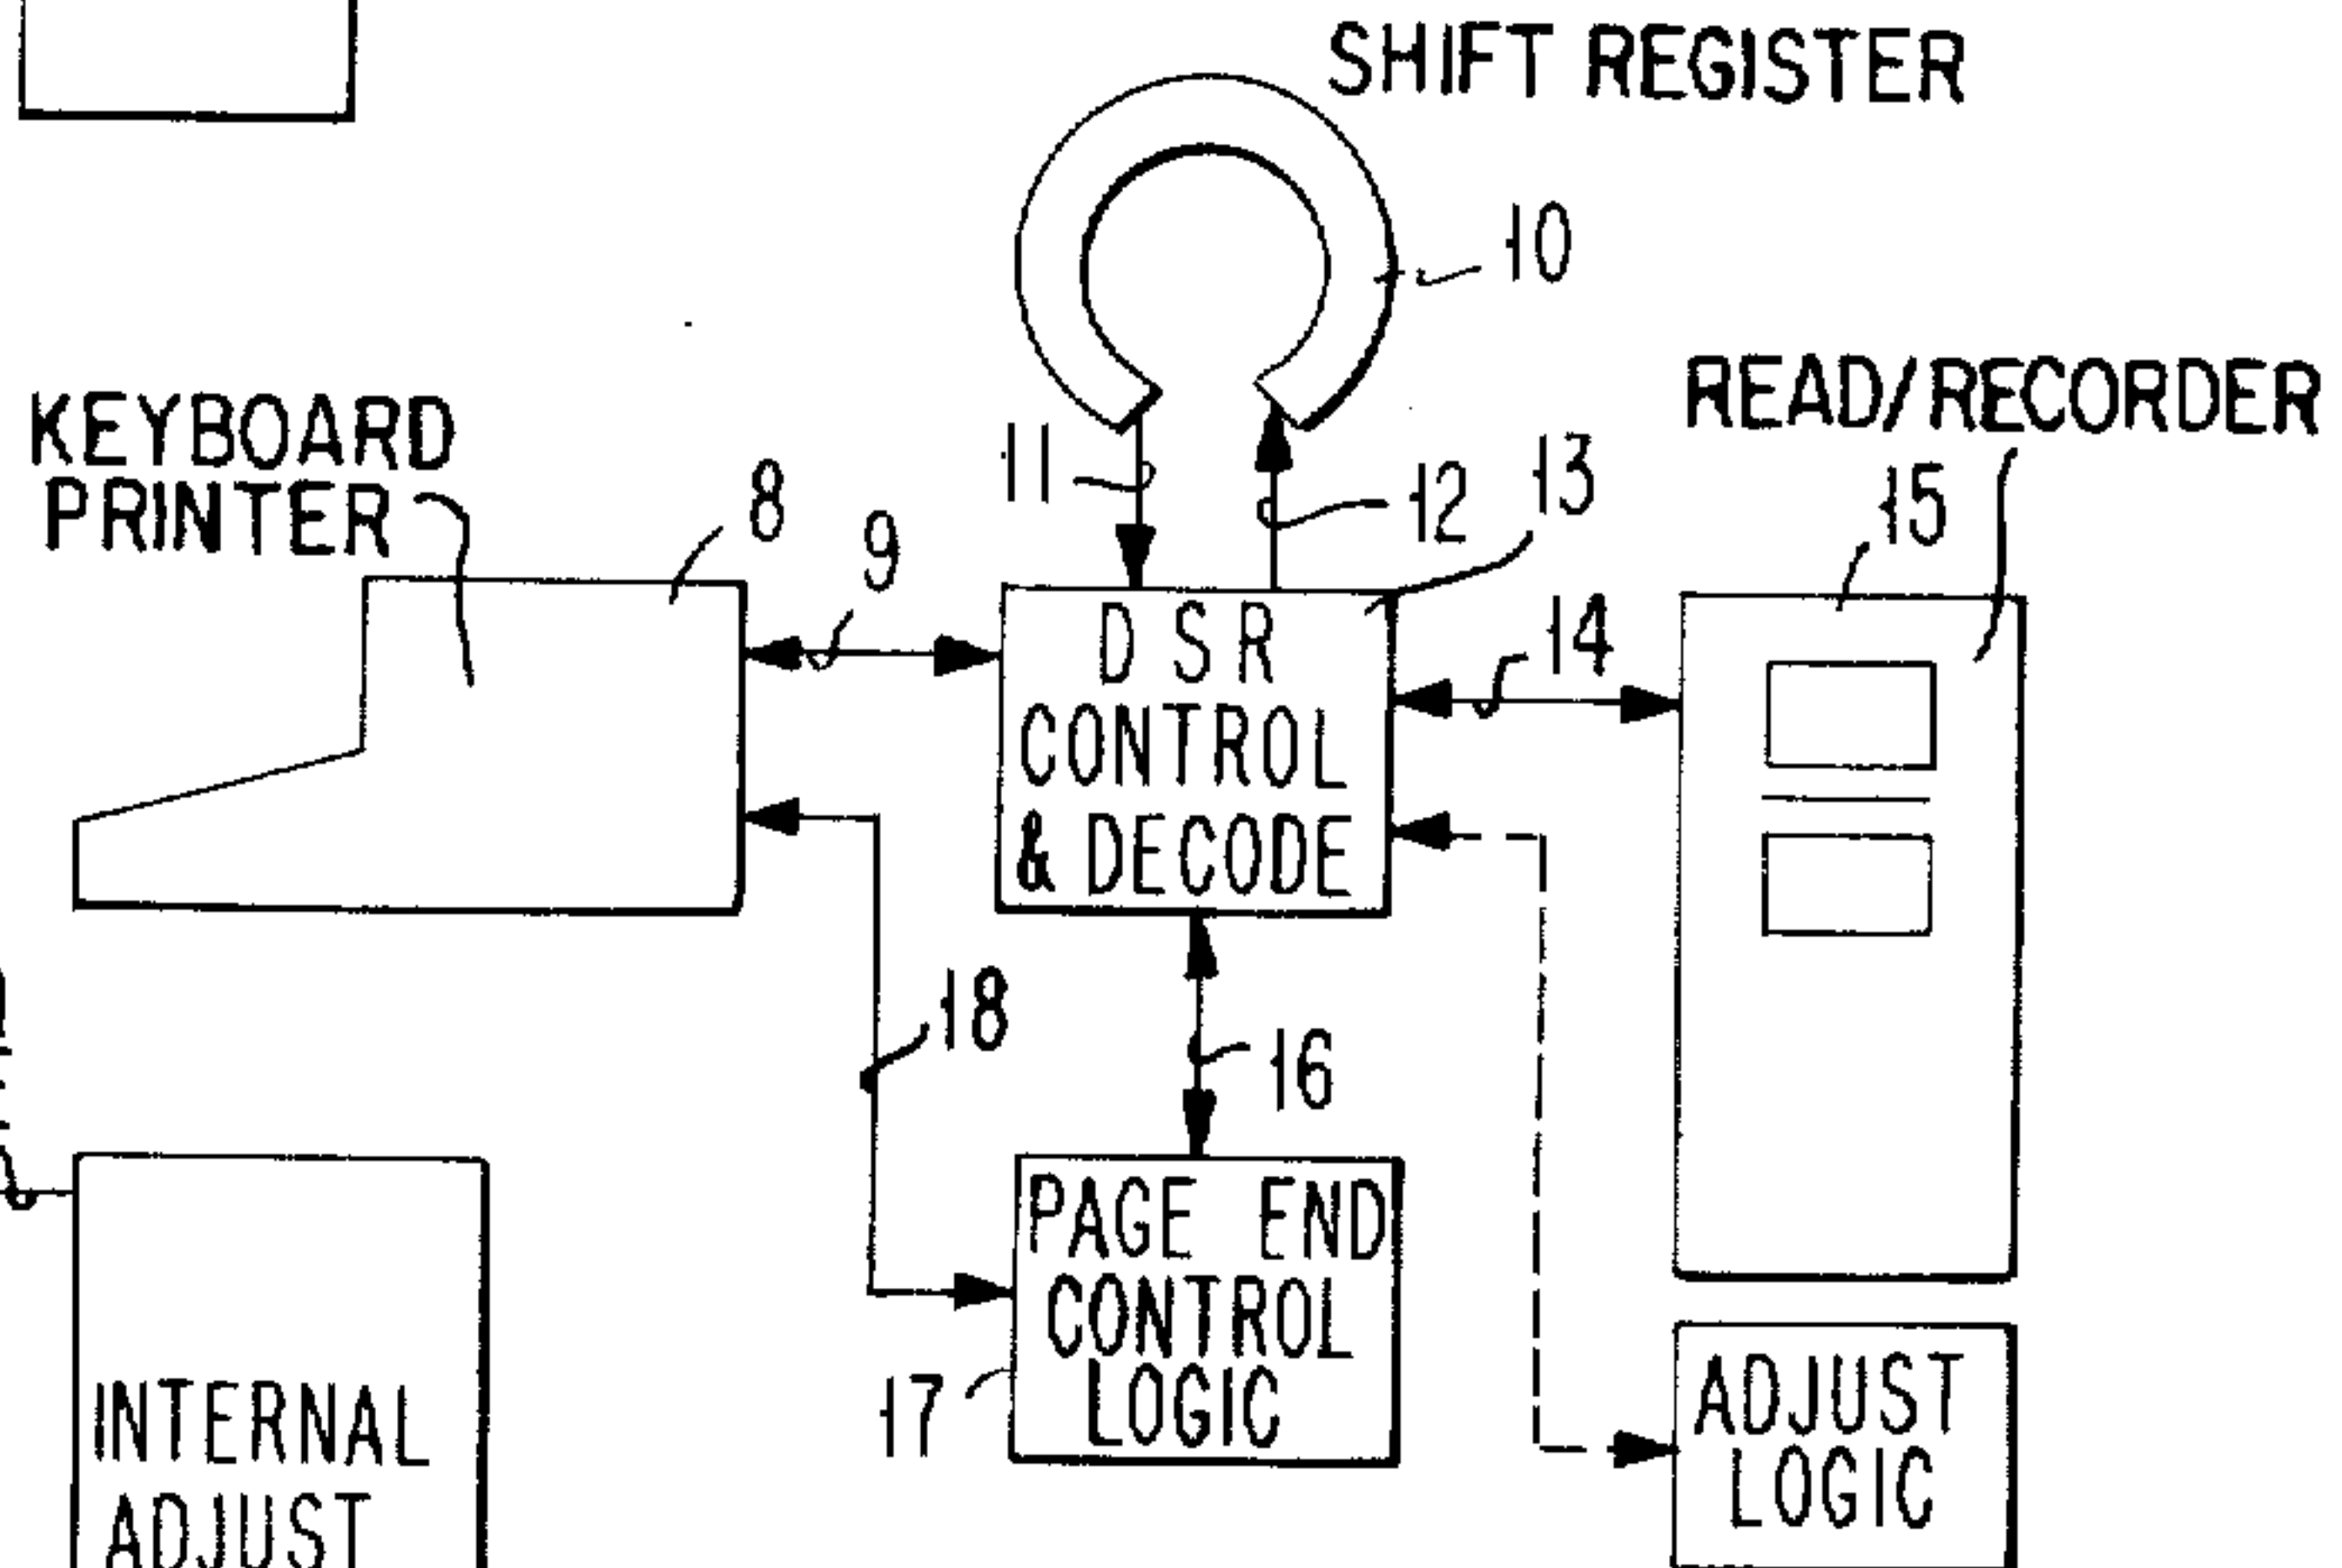 SHIFT REGISTER
10
READ/RECORDER
KEYBOARD
PRINTER
11
12
13
15
8
9
14
D S R
CONTROL
& DECODE
18
16
PAGE END
CONTROL
LOGIC
17
INTERNAL
ADJUST
ADJUST
LOGIC